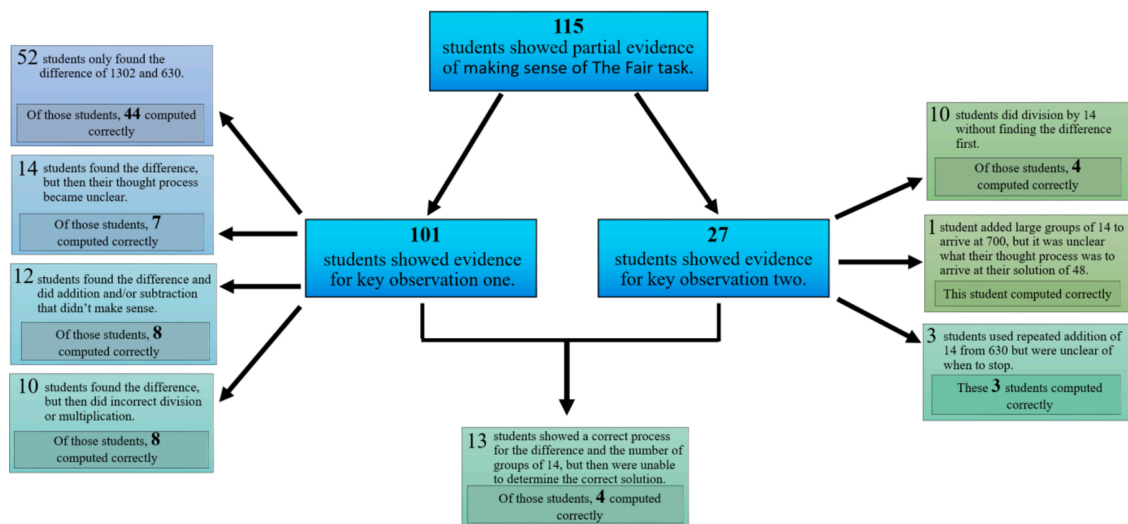 115
students showed partial evidence
of making sense of The Fair task.
52 students only found the
difference of 1302 and 630.
Of those students, 44 computed
correctly
14 students found the difference,
but then their thought process
became unclear.
Of those students, 7
computed correctly
12 students found the difference and
did addition and/or subtraction
that didn’t make sense.
Of those students, 8
computed correctly
10 students found the difference,
but then did incorrect division
or multiplication.
Of those students, 8
computed correctly
101
students showed evidence
for key observation one.
27
students showed evidence
for key observation two.
10 students did division by 14
without finding the difference
first.
Of those students, 4
computed correctly
1 student added large groups of 14 to
arrive at 700, but it was unclear
what their thought process was to
arrive at their solution of 48.
This student computed correctly
3 students used repeated addition of
14 from 630 but were unclear of
when to stop.
These 3 students computed
correctly
13 students showed a correct process
for the difference and the number of
groups of 14, but then were unable
to determine the correct solution.
Of those students, 4 computed
correctly